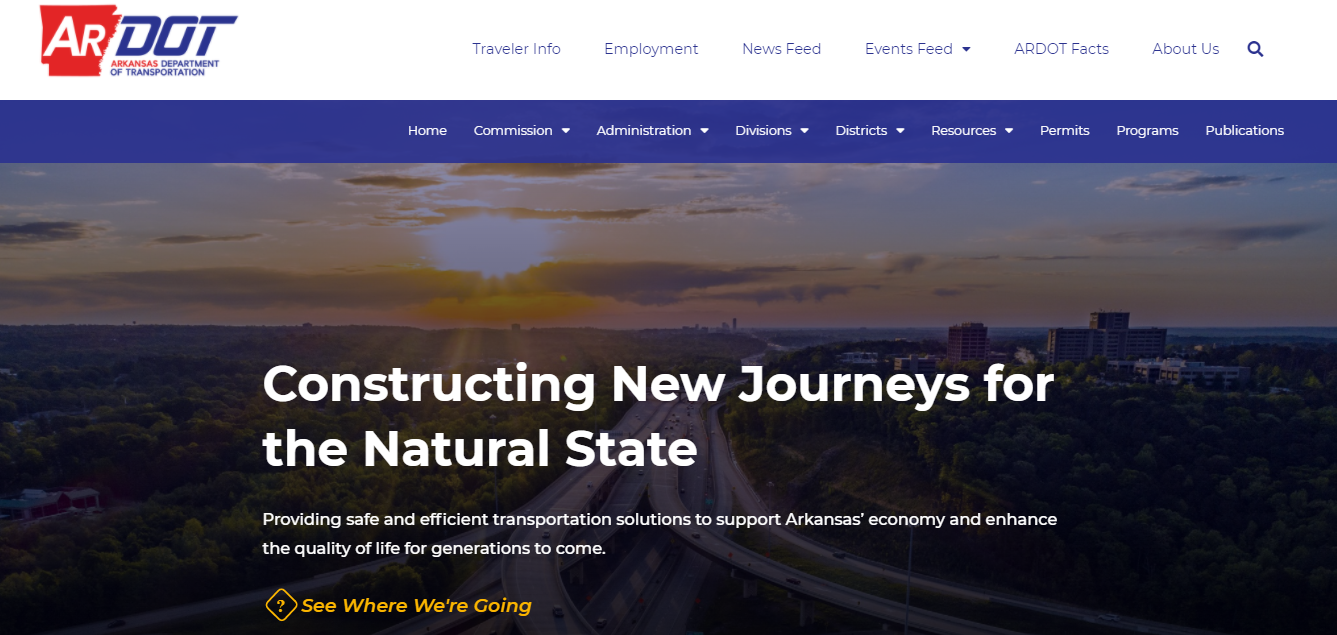 ARDOT
ARKANSAS DEPARTMENT
OF TRANSPORTATION
Traveler Info Employment News Feed Events Feed ARDOT Facts About Us
Home Commission Administration Divisions Districts Resources Permits Programs Publications
Constructing New Journeys for
the Natural State
Providing safe and efficient transportation solutions to support Arkansas’ economy and enhance
the quality of life for generations to come.
? See Where We're Going